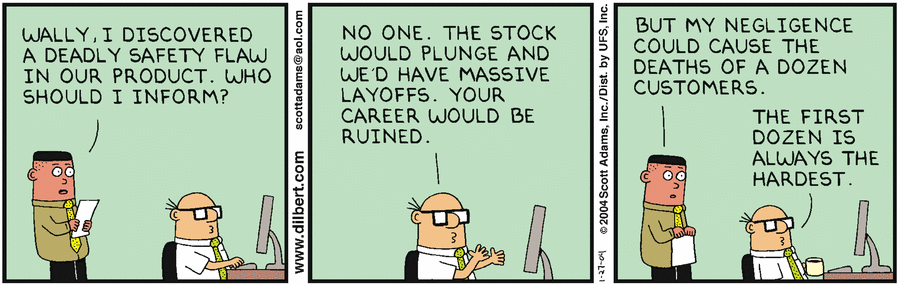 WALLY, I DISCOVERED
A DEADLY SAFETY FLAW
IN OUR PRODUCT. WHO
SHOULD I INFORM?
www.dilbert.com scottadams@aol.com
NO ONE. THE STOCK
WOULD PLUNGE AND
WE'D HAVE MASSIVE
LAYOFFS. YOUR
CAREER WOULD BE
RUINED.
1-27-04 © 2004 Scott Adams, Inc./Dist. by UFS, Inc.
BUT MY NEGLIGENCE
COULD CAUSE THE
DEATHS OF A DOZEN
CUSTOMERS.
THE FIRST
DOZEN IS
ALWAYS THE
HARDEST.